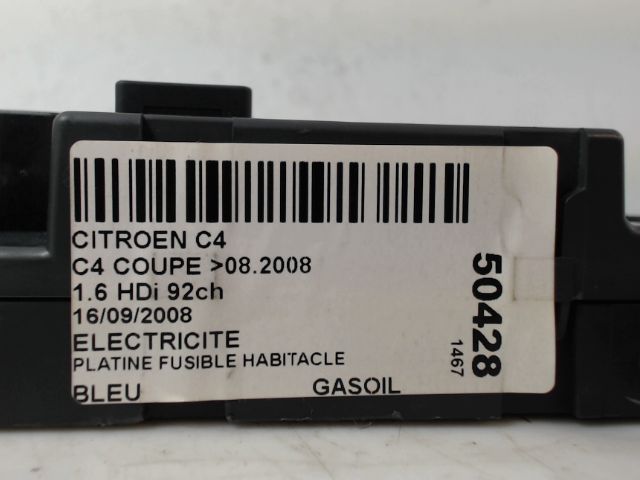 CITROEN C4
C4 COUPE >08.2008
1.6 HDi 92ch
16/09/2008
ELECTRICITE
PLATINE FUSIBLE HABITACLE
BLEU GASOIL
50428
1467